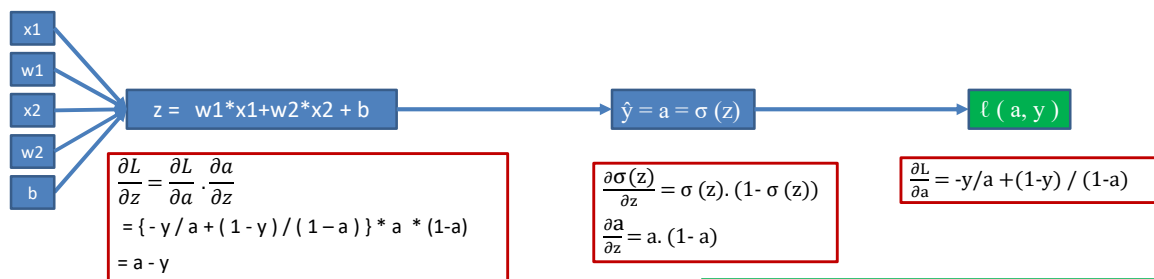 x1
w1
x2
w2
b
z = w1*x1+w2*x2 + b
ŷ = a = σ (z)
ℓ ( a, y )
∂L/∂z = ∂L/∂a . ∂a/∂z
= { - y / a + ( 1 - y ) / ( 1 – a ) } * a * (1-a)
= a - y
∂σ(z)/∂z = σ (z). (1- σ (z))
∂a/∂z = a. (1- a)
∂L/∂a = -y/a +(1-y) / (1-a)